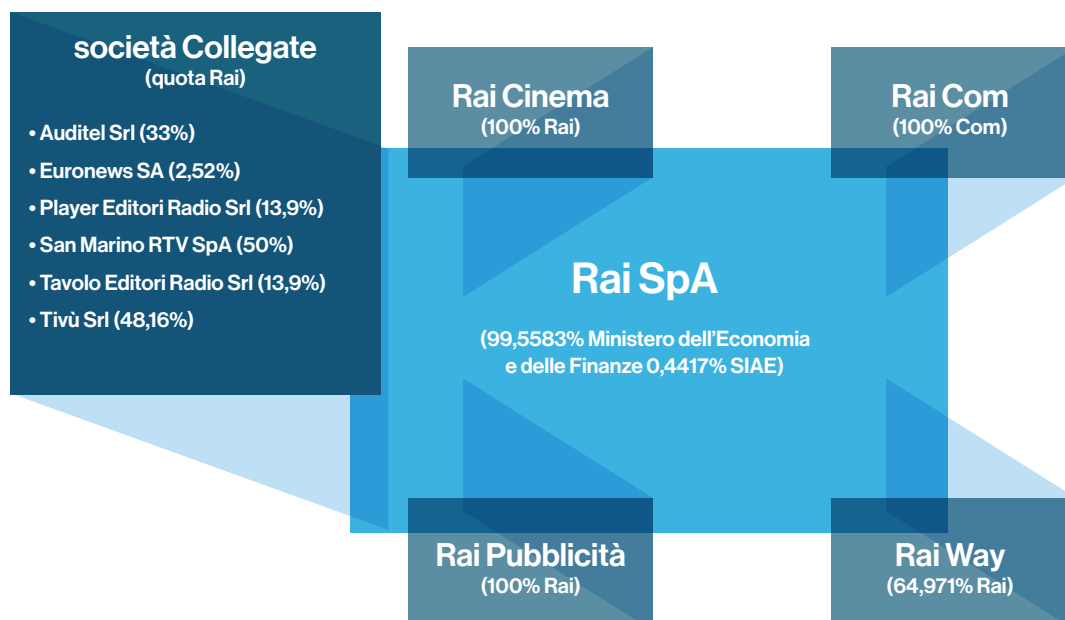 società Collegate
(quota Rai)
• Auditel Srl (33%)
• Euronews SA (2,52%)
• Player Editori Radio Srl (13,9%)
• San Marino RTV SpA (50%)
• Tavolo Editori Radio Srl (13,9%)
• Tivù Srl (48,16%)
Rai Cinema
(100% Rai)
Rai Com
(100% Com)
Rai SpA
(99,5583% Ministero dell'Economia
e delle Finanze 0,4417% SIAE)
Rai Pubblicità
(100% Rai)
Rai Way
(64,971% Rai)